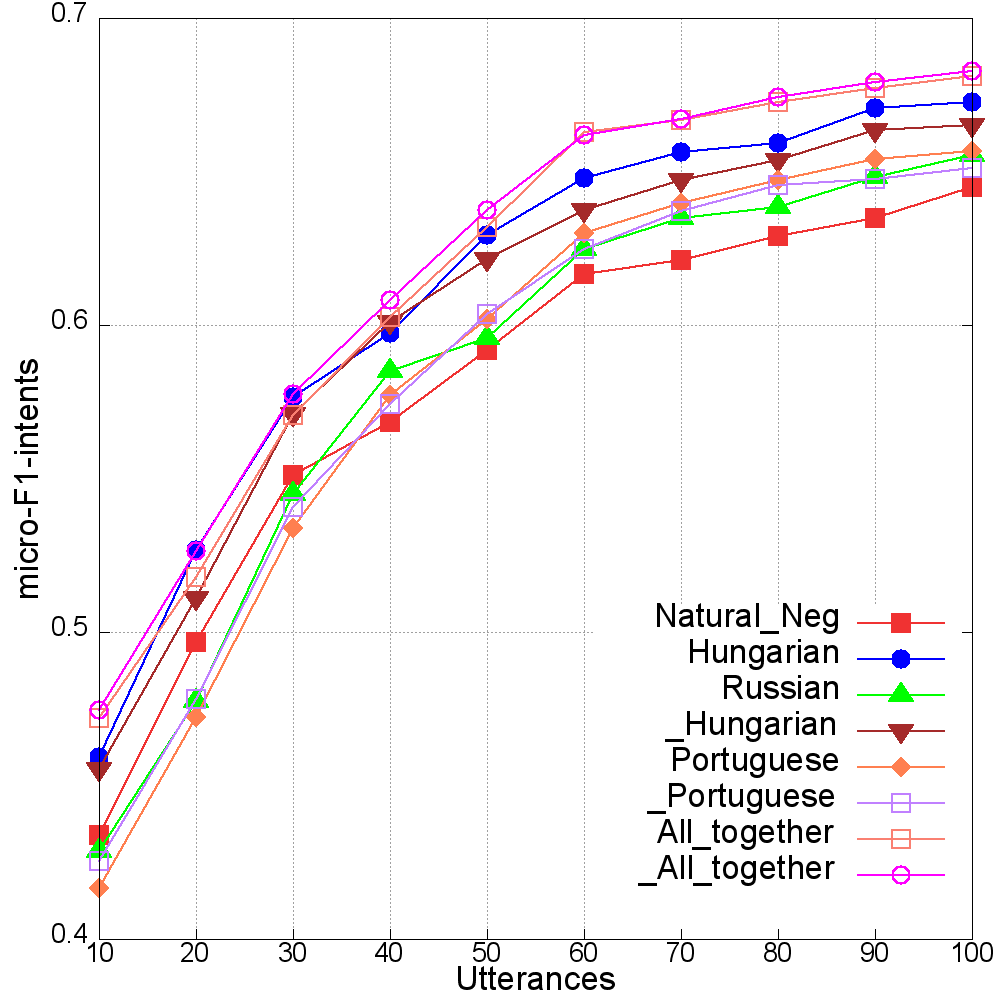 0.7
0.6
0.5
0.4
micro-F1-intents
Natural_Neg
Hungarian
Russian
_Hungarian
Portuguese
_Portuguese
All_together
_All_together
10 20 30 40 50 60 70 80 90 100
Utterances